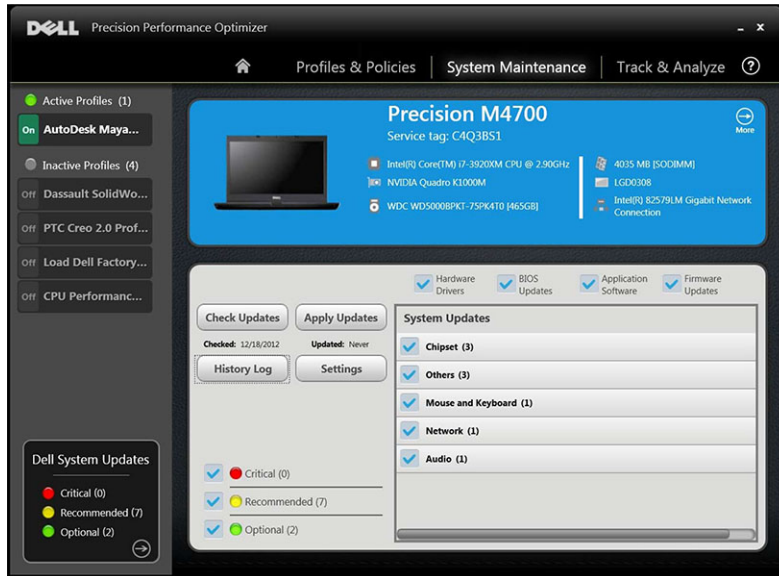 DELL Precision Performance Optimizer
Profiles & Policies
System Maintenance
Track & Analyze
?
Active Profiles (1)
On AutoDesk Maya...
Inactive Profiles (4)
Off Dassault SolidWo...
Off PTC Creo 2.0 Prof...
Off Load Dell Factory...
Off CPU Performanc...
Dell System Updates
Critical (0)
Recommended (7)
Optional (2)
Precision M4700
Service tag: C4Q3BS1
More
Intel(R) Core(TM) i7-3920XM CPU @ 2.90GHz
NVIDIA Quadro K1000M
WDC WD5000BPKT-75PK4T0 [465GB]
4035 MB [SODIMM]
LGD0308
Intel(R) 82579LM Gigabit Network
Connection
Hardware
Drivers
BIOS
Updates
Application
Software
Firmware
Updates
Check Updates
Apply Updates
Checked: 12/18/2012
Updated: Never
History Log
Settings
Critical (0)
Recommended (7)
Optional (2)
System Updates
Chipset (3)
Others (3)
Mouse and Keyboard (1)
Network (1)
Audio (1)